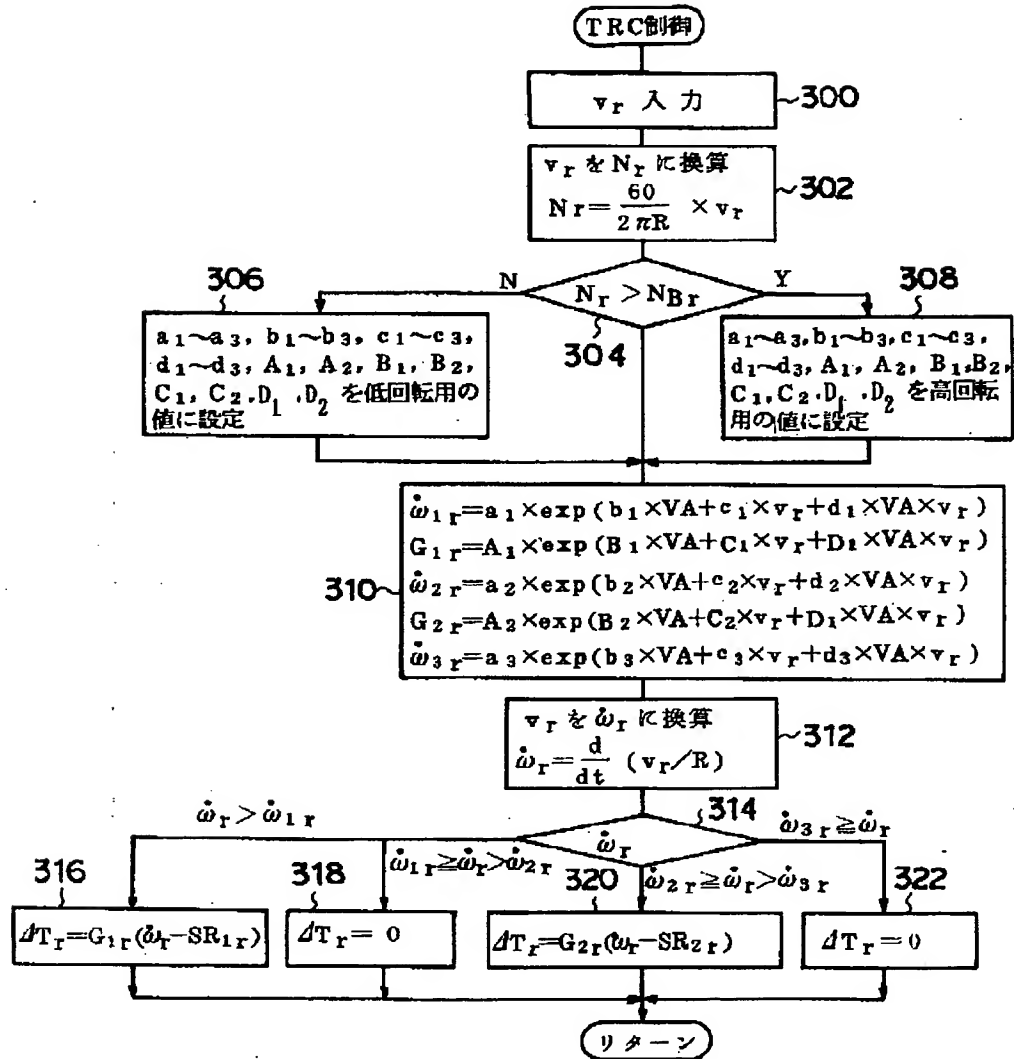 TRC制御
vr 入力
300
vr を Nr に換算
Nr=60/2πR ×vr
302
306
N
Nr>NBr
Y
308
304
a1~a3, b1~b3, c1~c3,
d1~d3, A1, A2, B1, B2,
C1, C2, D1, D2 を低回転用の
値に設定
a1~a3, b1~b3, c1~c3,
d1~d3, A1, A2, B1, B2
C1, C2, D1, D2 を高回転
用の値に設定
310
ω̇1r=a1×exp(b1×VA+c1×vr+d1×VA×vr)
G1r=A1×exp(B1×VA+C1×vr+D1×VA×vr)
ω̇2r=a2×exp(b2×VA+c2×vr+d2×VA×vr)
G2r=A2×exp(B2×VA+C2×vr+D1×VA×vr)
ω̇3r=a3×exp(b3×VA+c3×vr+d3×VA×vr)
vr を ω̇r に換算
ω̇r=d/dt (vr/R)
312
314
ω̇r
ω̇r>ω̇1r
ω̇1r≧ω̇r>ω̇2r
ω̇2r≧ω̇r>ω̇3r
ω̇3r≧ω̇r
316
ΔTr=G1r(ω̇r−SR1r)
318
ΔTr=0
320
ΔTr=G2r(ω̇r−SR2r)
322
ΔTr=0
リターン